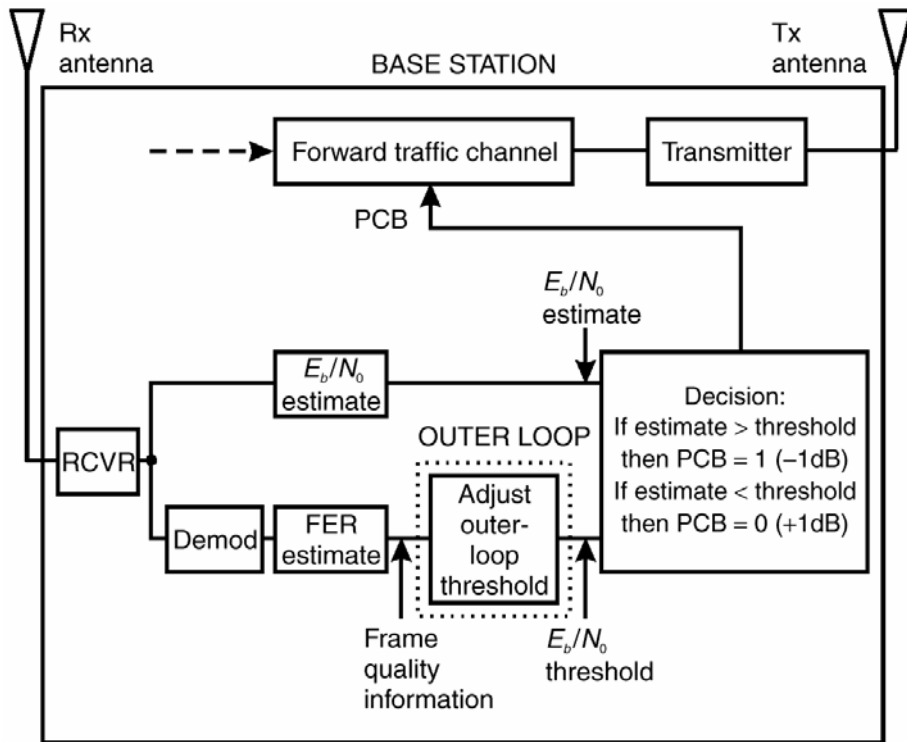 Rx
antenna
Tx
antenna
BASE STATION
Forward traffic channel
Transmitter
PCB
E_b/N_0
estimate
E_b/N_0
estimate
Decision:
If estimate > threshold
then PCB = 1 (−1dB)
If estimate < threshold
then PCB = 0 (+1dB)
OUTER LOOP
RCVR
Demod
FER
estimate
Adjust
outer-
loop
threshold
Frame
quality
information
E_b/N_0
threshold